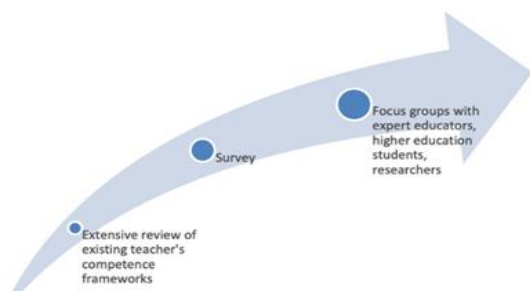 Focus groups with
expert educators,
higher education
students,
researchers
Survey
Extensive review of
existing teacher's
competence
frameworks